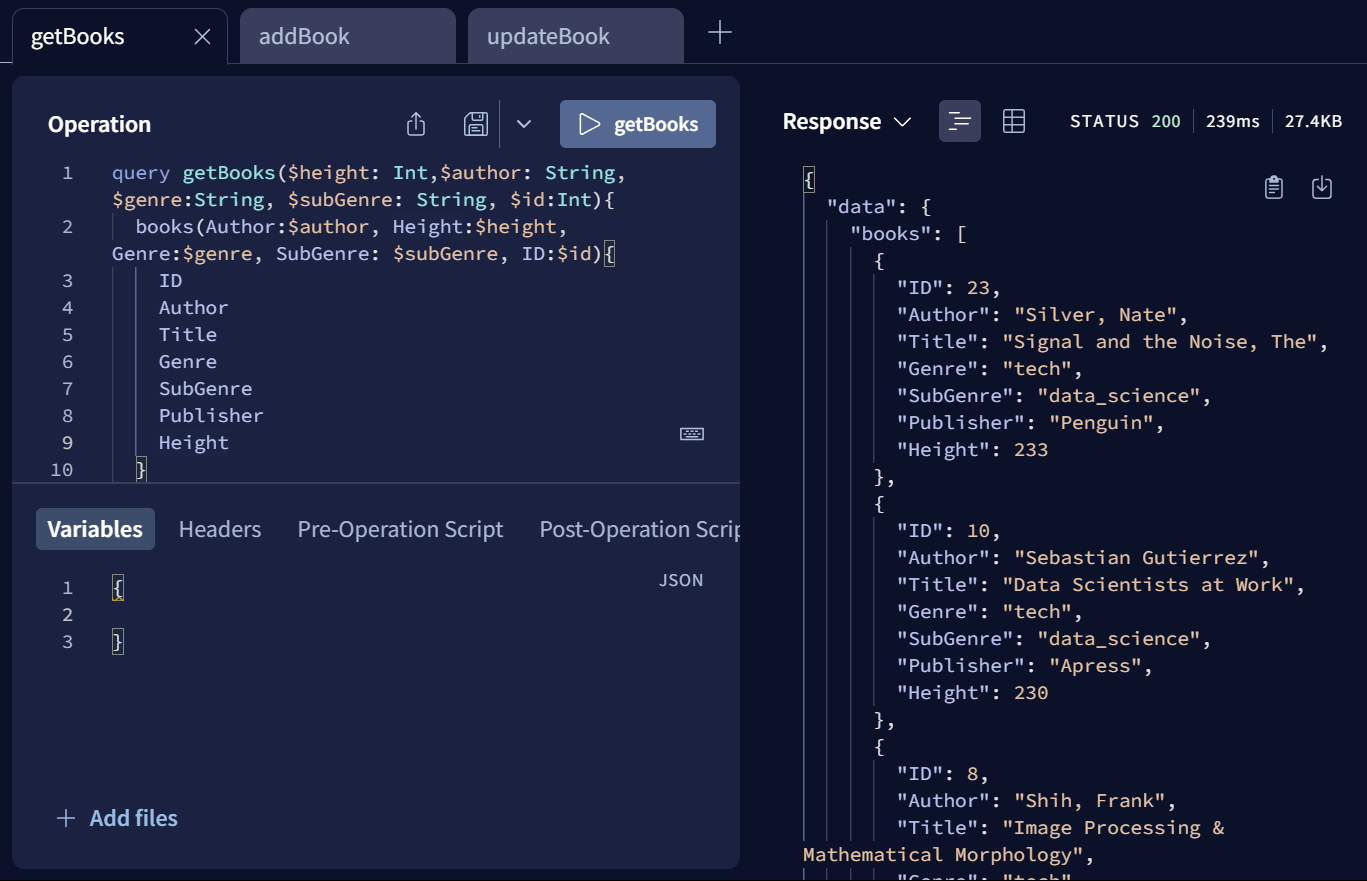 getBooks
addBook
updateBook
Operation
getBooks
1 query getBooks($height: Int,$author: String,
$genre:String, $subGenre: String, $id:Int){
2 books(Author:$author, Height:$height,
Genre:$genre, SubGenre: $subGenre, ID:$id){
3 ID
4 Author
5 Title
6 Genre
7 SubGenre
8 Publisher
9 Height
10 }
Variables Headers Pre-Operation Script Post-Operation Scrip
JSON
1 {
2
3 }
+ Add files
Response
STATUS 200 239ms 27.4KB
{
"data": {
"books": [
{
"ID": 23,
"Author": "Silver, Nate",
"Title": "Signal and the Noise, The",
"Genre": "tech",
"SubGenre": "data_science",
"Publisher": "Penguin",
"Height": 233
},
{
"ID": 10,
"Author": "Sebastian Gutierrez",
"Title": "Data Scientists at Work",
"Genre": "tech",
"SubGenre": "data_science",
"Publisher": "Apress",
"Height": 230
},
{
"ID": 8,
"Author": "Shih, Frank",
"Title": "Image Processing &
Mathematical Morphology",
"Genre": "tech"